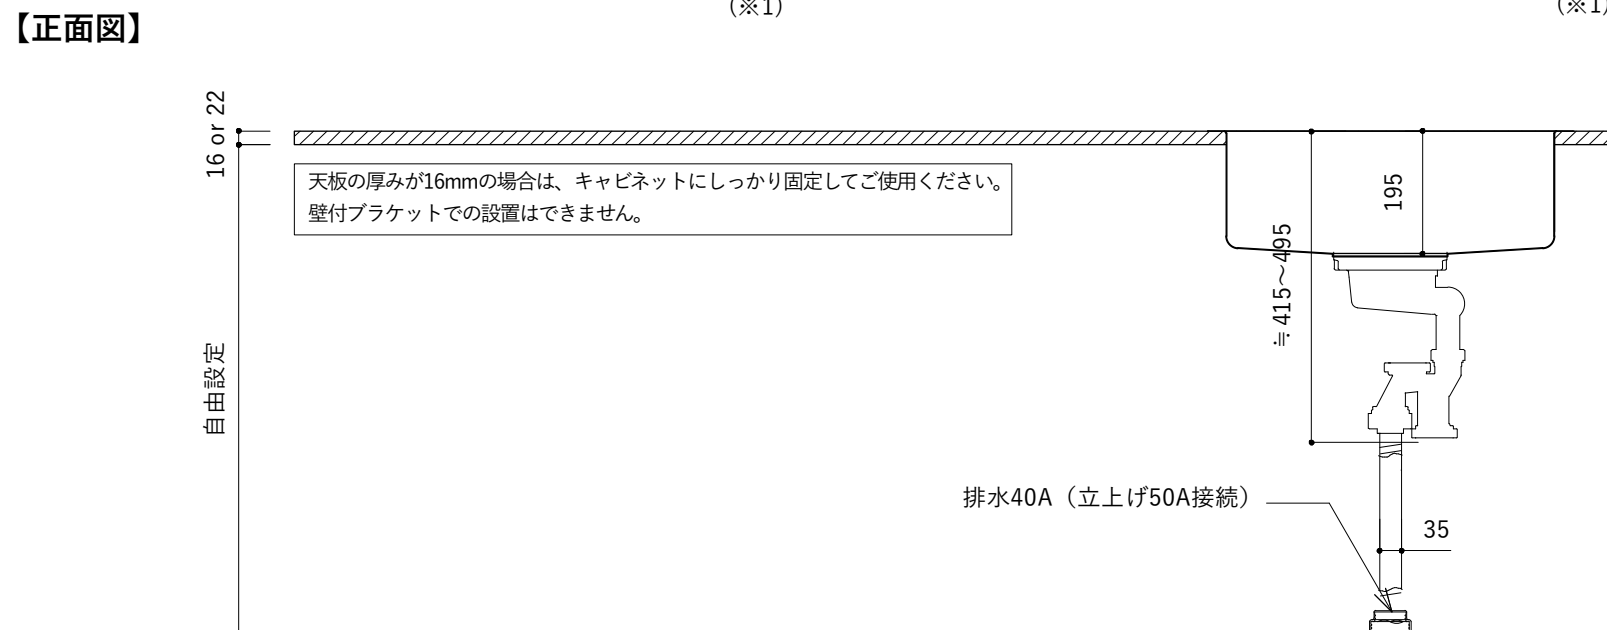 (※1)
(※1)
【正面図】
16 or 22
天板の厚みが16mmの場合は、キャビネットにしっかり固定してご使用ください。
壁付ブラケットでの設置はできません。
195
≒415～495
自由設定
排水40A（立上げ50A接続）
35